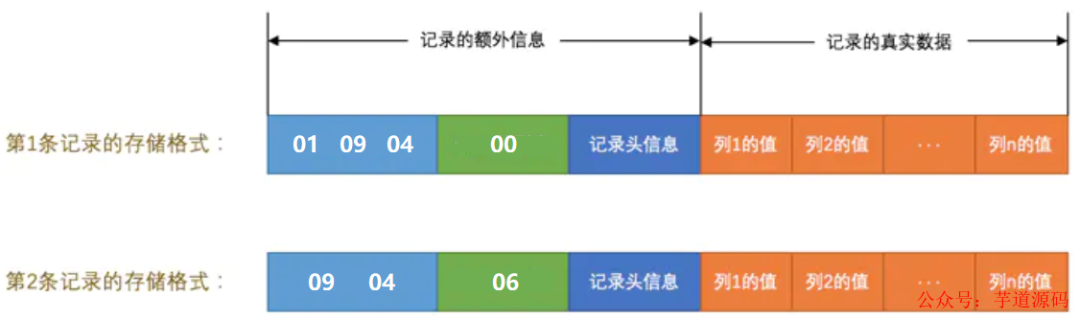 记录的额外信息 记录的真实数据
第1条记录的存储格式： 01 09 04 00 记录头信息 列1的值 列2的值 ... 列n的值
第2条记录的存储格式： 09 04 06 记录头信息 列1的值 列2的值 ... 列n的值
公众号：芋道源码